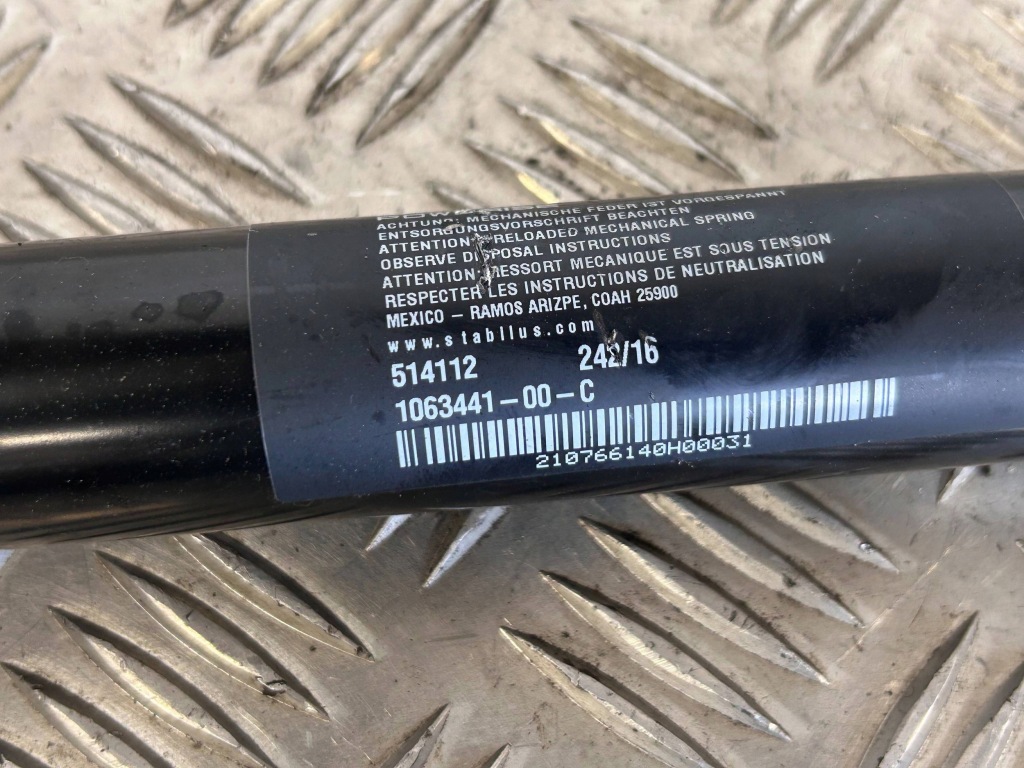 ACHTUNG: MECHANISCHE FEDER IST VORGESPANNT
ENTSORGUNGSVORSCHRIFT BEACHTEN
ATTENTION PRELOADED MECHANICAL SPRING
OBSERVE DISPOSAL INSTRUCTIONS
ATTENTION RESSORT MECANIQUE EST SOUS TENSION
RESPECTER LES INSTRUCTIONS DE NEUTRALISATION
MEXICO - RAMOS ARIZPE, COAH 25900
www.stabilus.com
514112 242/16
1063441-00-C
210766140H00031